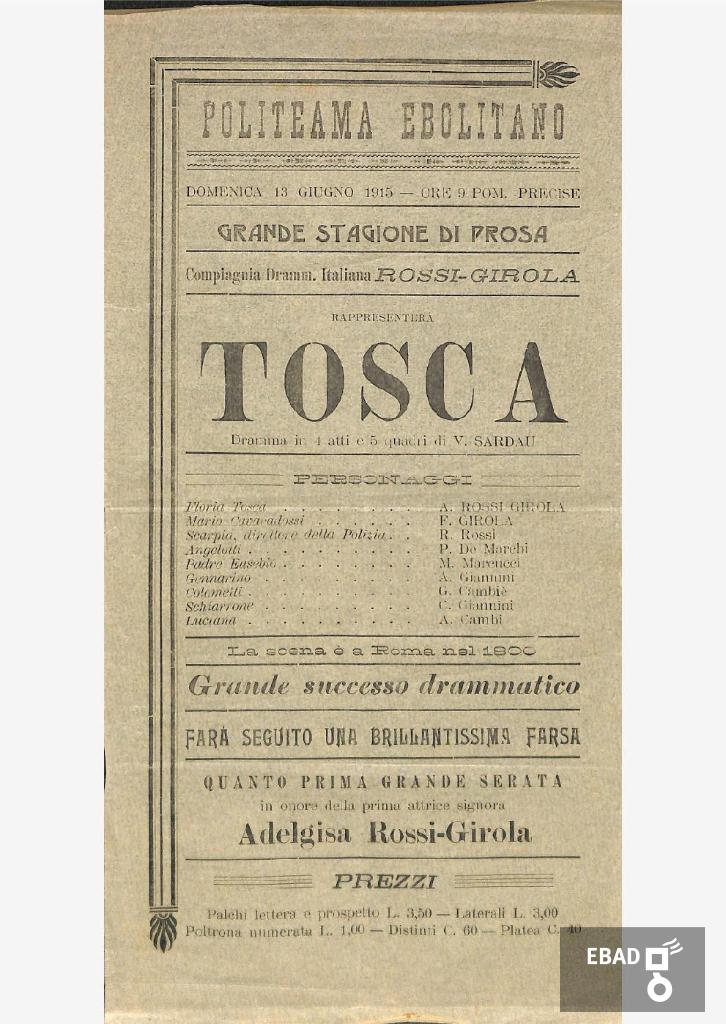 POLITEAMA EBOLITANO
DOMENICA 13 GIUGNO 1915 — ORE 9 POM. PRECISE
GRANDE STAGIONE DI PROSA
Complagnia Dramm. Italiana ROSSI-GIROLA
RAPPRESENTERÀ
TOSCA
Dramma in 4 atti e 5 quadri di V. SARDAU
PERSONAGGI
Floria Tosca . . . . . . . . A. ROSSI GIROLA
Mario Cavaradossi . . . . . . F. GIROLA
Scarpia, direttore della Polizia . . R. Rossi
Angelotti . . . . . . . . . P. De Marchi
Padre Eusebio . . . . . . . . M. Marcucci
Gennarino . . . . . . . . . A. Giannini
Colometti . . . . . . . . . G. Cambiè
Schiarrone . . . . . . . . . C. Giannini
Luciana . . . . . . . . . . A. Cambi
La scena è a Roma nel 1800
Grande successo drammatico
FARÀ SEGUITO UNA BRILLANTISSIMA FARSA
QUANTO PRIMA GRANDE SERATA
in onore della prima attrice signora
Adelgisa Rossi-Girola
PREZZI
Palchi lettera e prospetto L. 3,50 — Laterali L. 3,00
Poltrona numerata L. 1,00 — Distinti C. 60 — Platea C. 40
EBAD